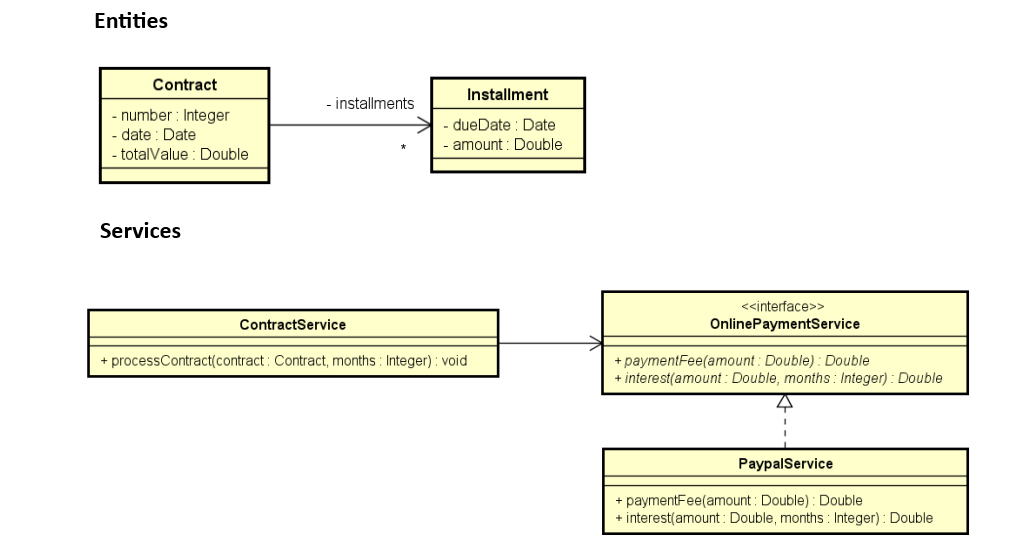 Entities
Contract
- number : Integer
- date : Date
- totalValue : Double
- installments
*
Installment
- dueDate : Date
- amount : Double
Services
ContractService
+ processContract(contract : Contract, months : Integer) : void
<<interface>>
OnlinePaymentService
+ paymentFee(amount : Double) : Double
+ interest(amount : Double, months : Integer) : Double
PaypalService
+ paymentFee(amount : Double) : Double
+ interest(amount : Double, months : Integer) : Double